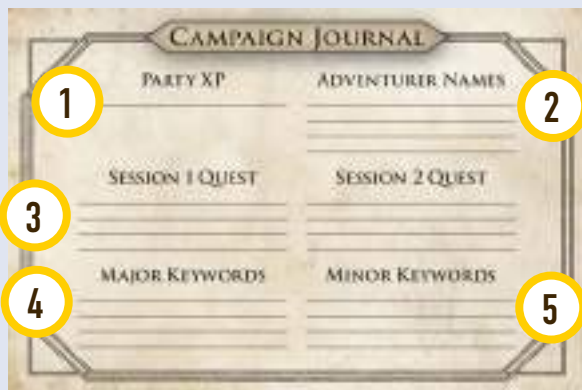 CAMPAIGN JOURNAL
PARTY XP
ADVENTURER NAMES
1
2
SESSION 1 QUEST
SESSION 2 QUEST
3
MAJOR KEYWORDS
MINOR KEYWORDS
4
5